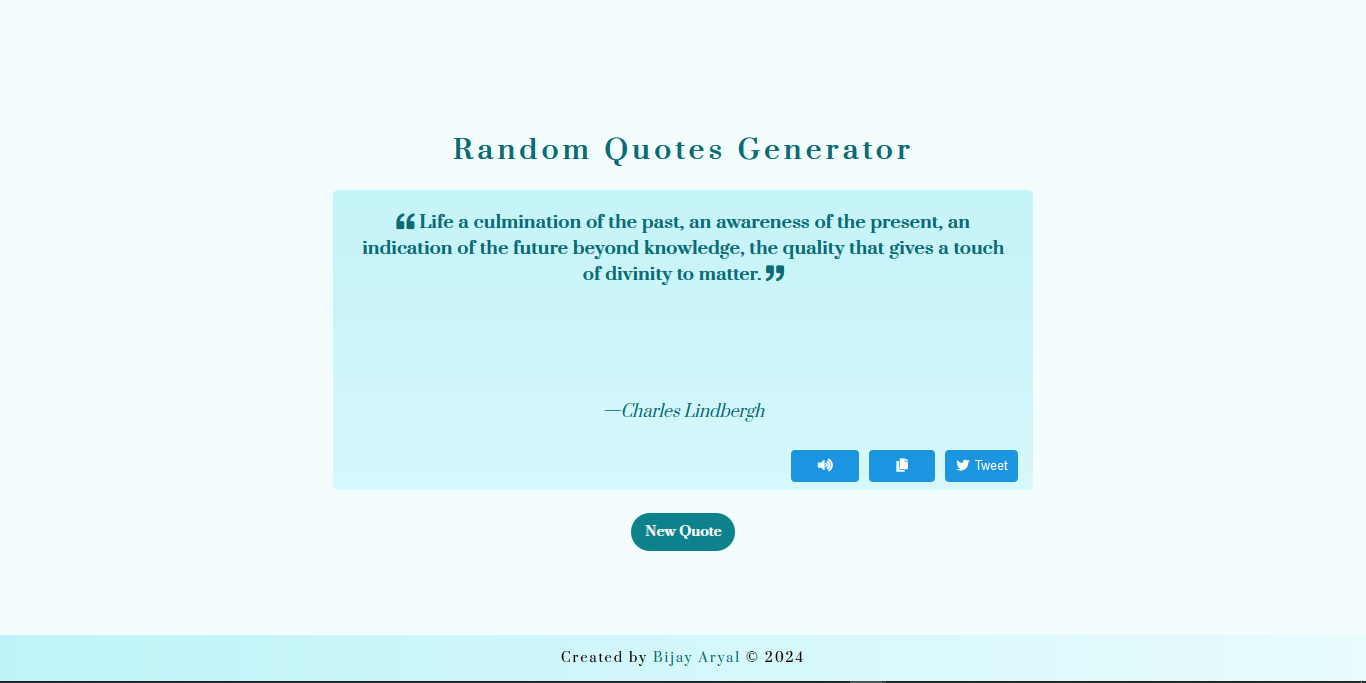 Random Quotes Generator
“ Life a culmination of the past, an awareness of the present, an
indication of the future beyond knowledge, the quality that gives a touch
of divinity to matter. ”
—Charles Lindbergh
Tweet
New Quote
Created by Bijay Aryal © 2024